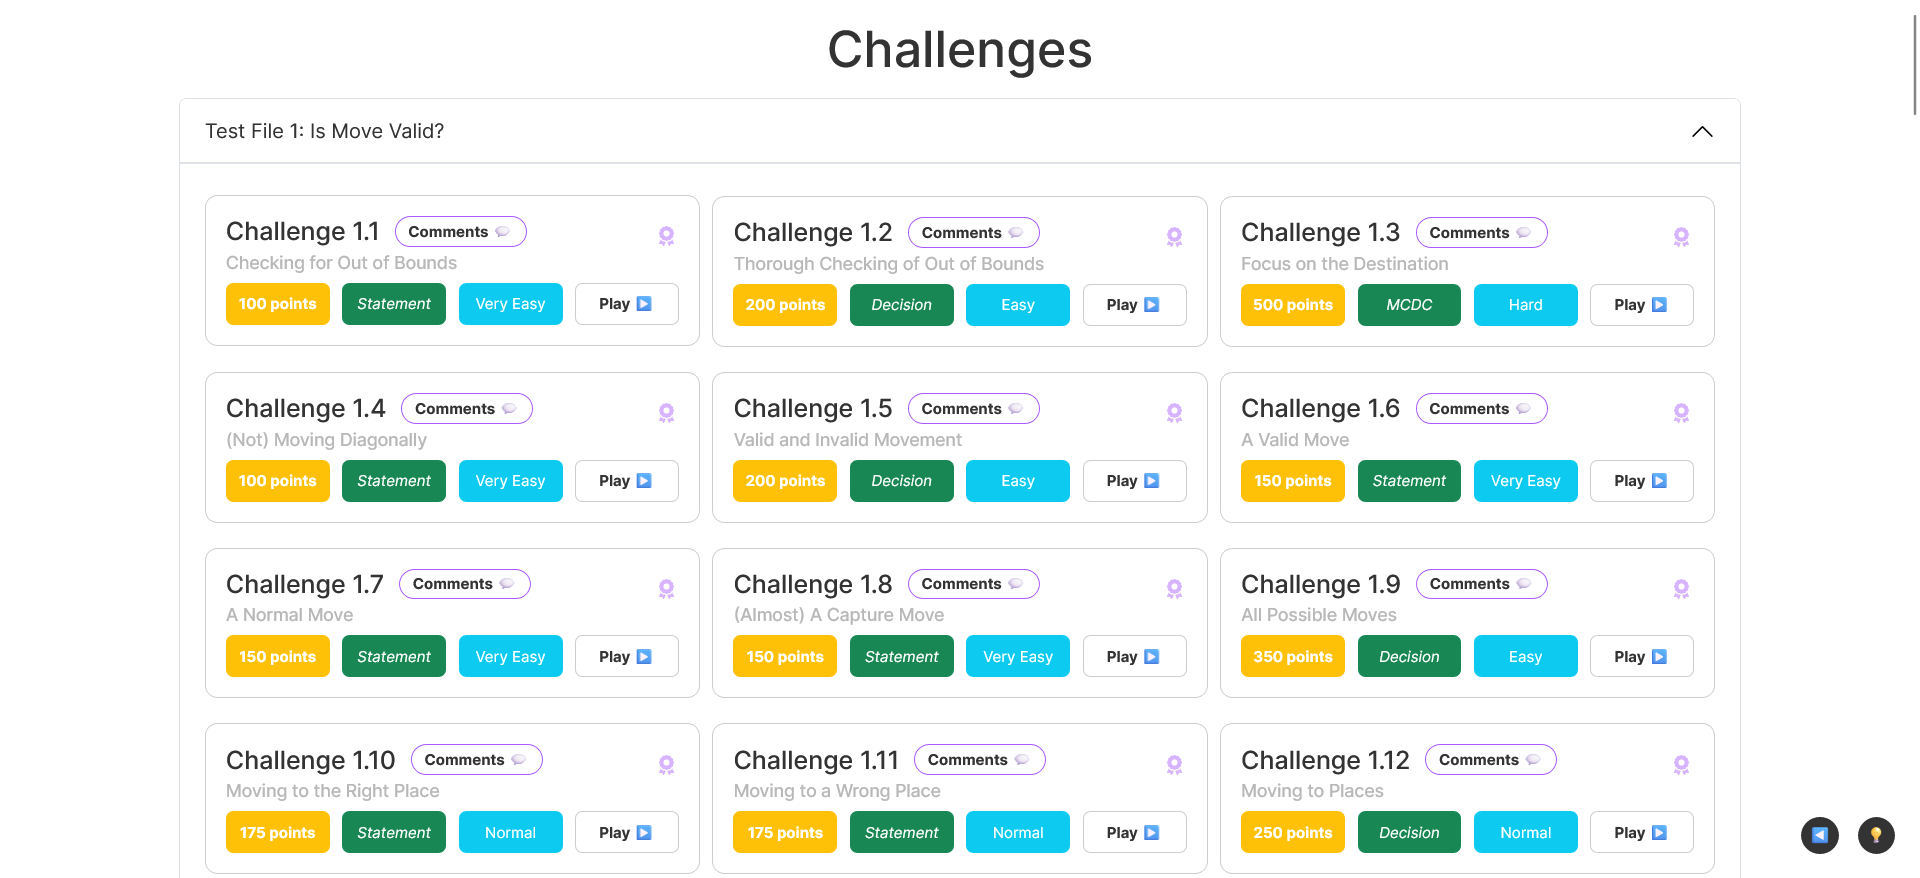 Challenges
Test File 1: Is Move Valid?
Challenge 1.1 Comments
Checking for Out of Bounds
100 points Statement Very Easy Play
Challenge 1.2 Comments
Thorough Checking of Out of Bounds
200 points Decision Easy Play
Challenge 1.3 Comments
Focus on the Destination
500 points MCDC Hard Play
Challenge 1.4 Comments
(Not) Moving Diagonally
100 points Statement Very Easy Play
Challenge 1.5 Comments
Valid and Invalid Movement
200 points Decision Easy Play
Challenge 1.6 Comments
A Valid Move
150 points Statement Very Easy Play
Challenge 1.7 Comments
A Normal Move
150 points Statement Very Easy Play
Challenge 1.8 Comments
(Almost) A Capture Move
150 points Statement Very Easy Play
Challenge 1.9 Comments
All Possible Moves
350 points Decision Easy Play
Challenge 1.10 Comments
Moving to the Right Place
175 points Statement Normal Play
Challenge 1.11 Comments
Moving to a Wrong Place
175 points Statement Normal Play
Challenge 1.12 Comments
Moving to Places
250 points Decision Normal Play